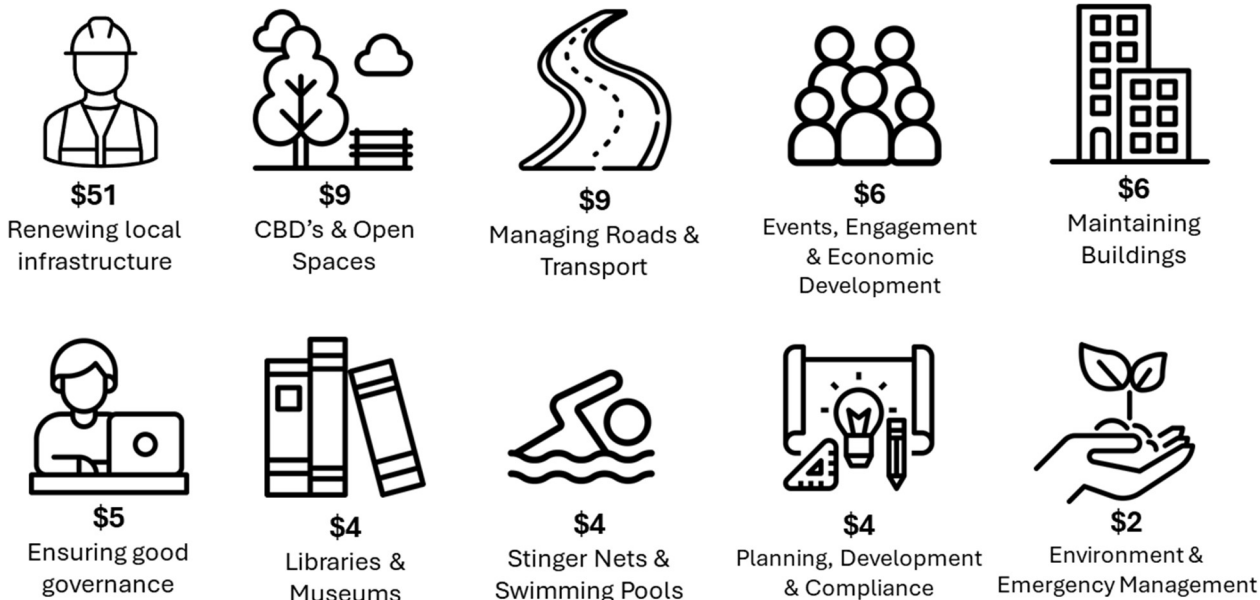 $51
Renewing local
infrastructure
$9
CBD's & Open
Spaces
$9
Managing Roads &
Transport
$6
Events, Engagement
& Economic
Development
$6
Maintaining
Buildings
$5
Ensuring good
governance
$4
Libraries &
Museums
$4
Stinger Nets &
Swimming Pools
$4
Planning, Development
& Compliance
$2
Environment &
Emergency Management